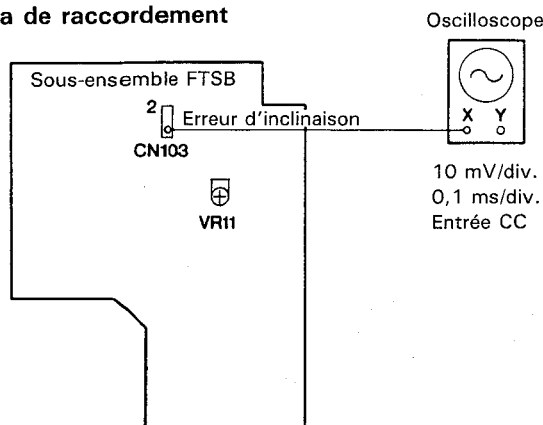 a de raccordement
Oscilloscope
Sous-ensemble FTSB
2
Erreur d'inclinaison
CN103
X Y
VR11
10 mV/div.
0,1 ms/div.
Entrée CC